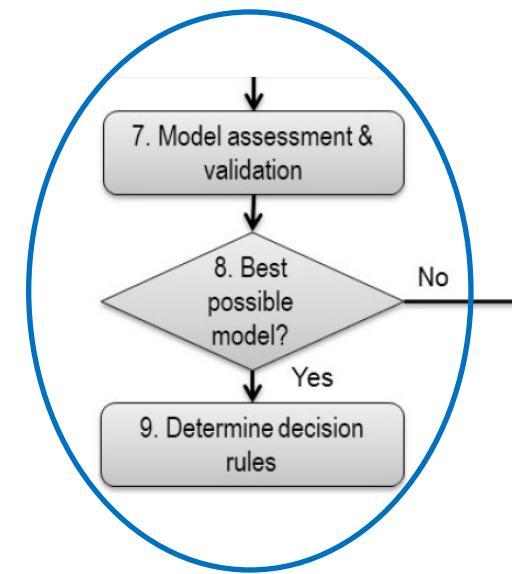 7. Model assessment &
validation
8. Best
possible
model?
No
Yes
9. Determine decision
rules